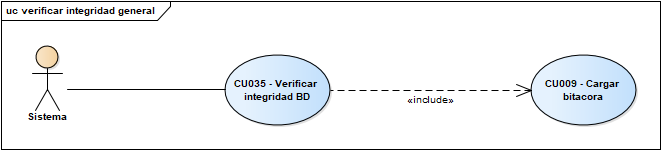 uc verificar integridad general
CU035 - Verificar
integridad BD
CU009 - Cargar
bitacora
«include»
Sistema